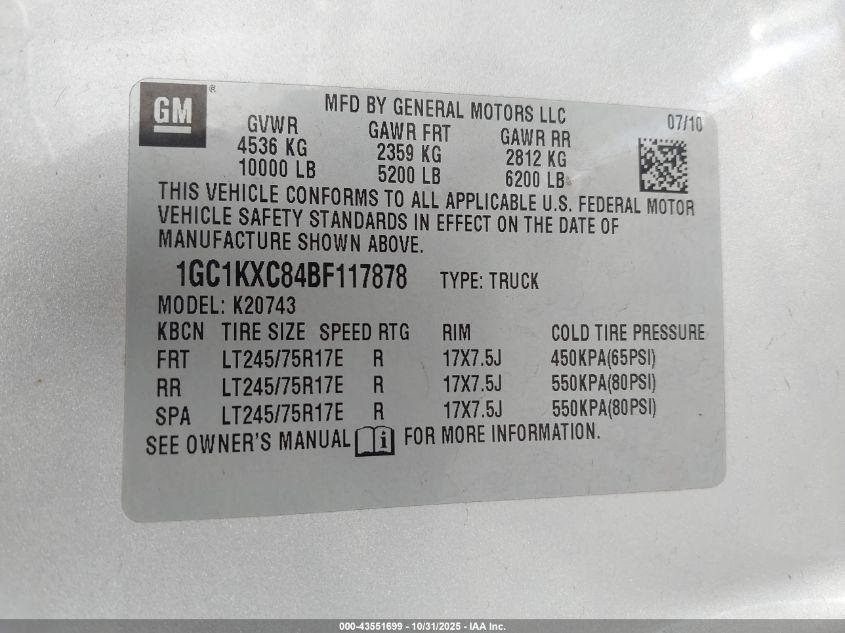 GM®
MFD BY GENERAL MOTORS LLC 07/10
GVWR GAWR FRT GAWR RR
4536 KG 2359 KG 2812 KG
10000 LB 5200 LB 6200 LB
THIS VEHICLE CONFORMS TO ALL APPLICABLE U.S. FEDERAL MOTOR
VEHICLE SAFETY STANDARDS IN EFFECT ON THE DATE OF
MANUFACTURE SHOWN ABOVE.
1GC1KXC84BF117878 TYPE: TRUCK
MODEL: K20743
KBCN TIRE SIZE SPEED RTG RIM COLD TIRE PRESSURE
FRT LT245/75R17E R 17X7.5J 450KPA(65PSI)
RR LT245/75R17E R 17X7.5J 550KPA(80PSI)
SPA LT245/75R17E R 17X7.5J 550KPA(80PSI)
SEE OWNER'S MANUAL i FOR MORE INFORMATION.
000-43551699 - 10/31/2025 - IAA Inc.